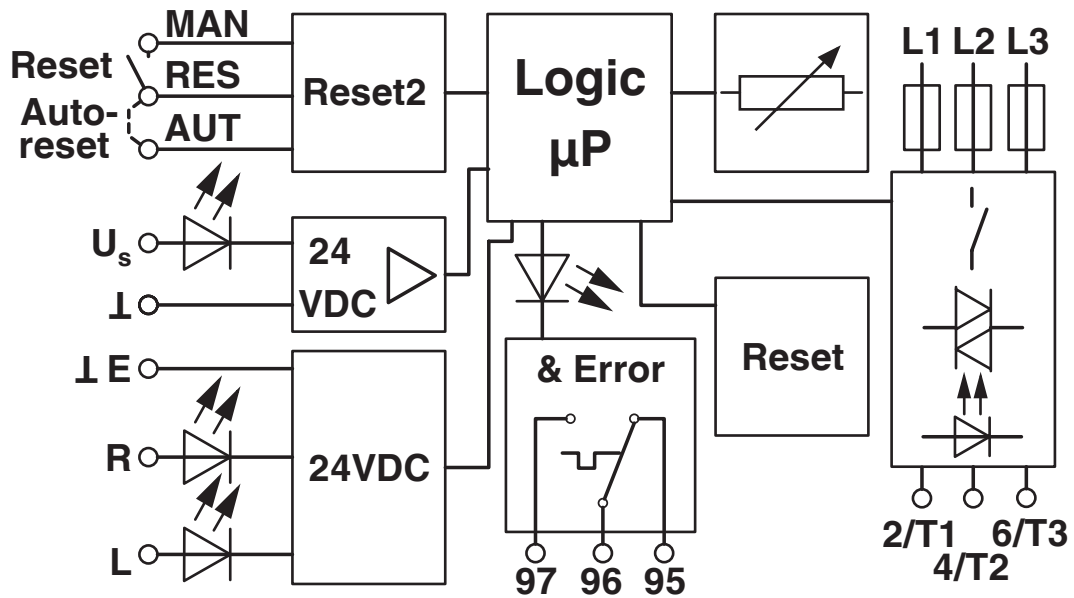 MAN
Reset
RES
Auto-
reset
AUT
Reset2
Logic
µP
L1 L2 L3
Us
24
VDC
⊥
⊥ E
R
24VDC
L
& Error
Reset
97 96 95
2/T1 6/T3
4/T2